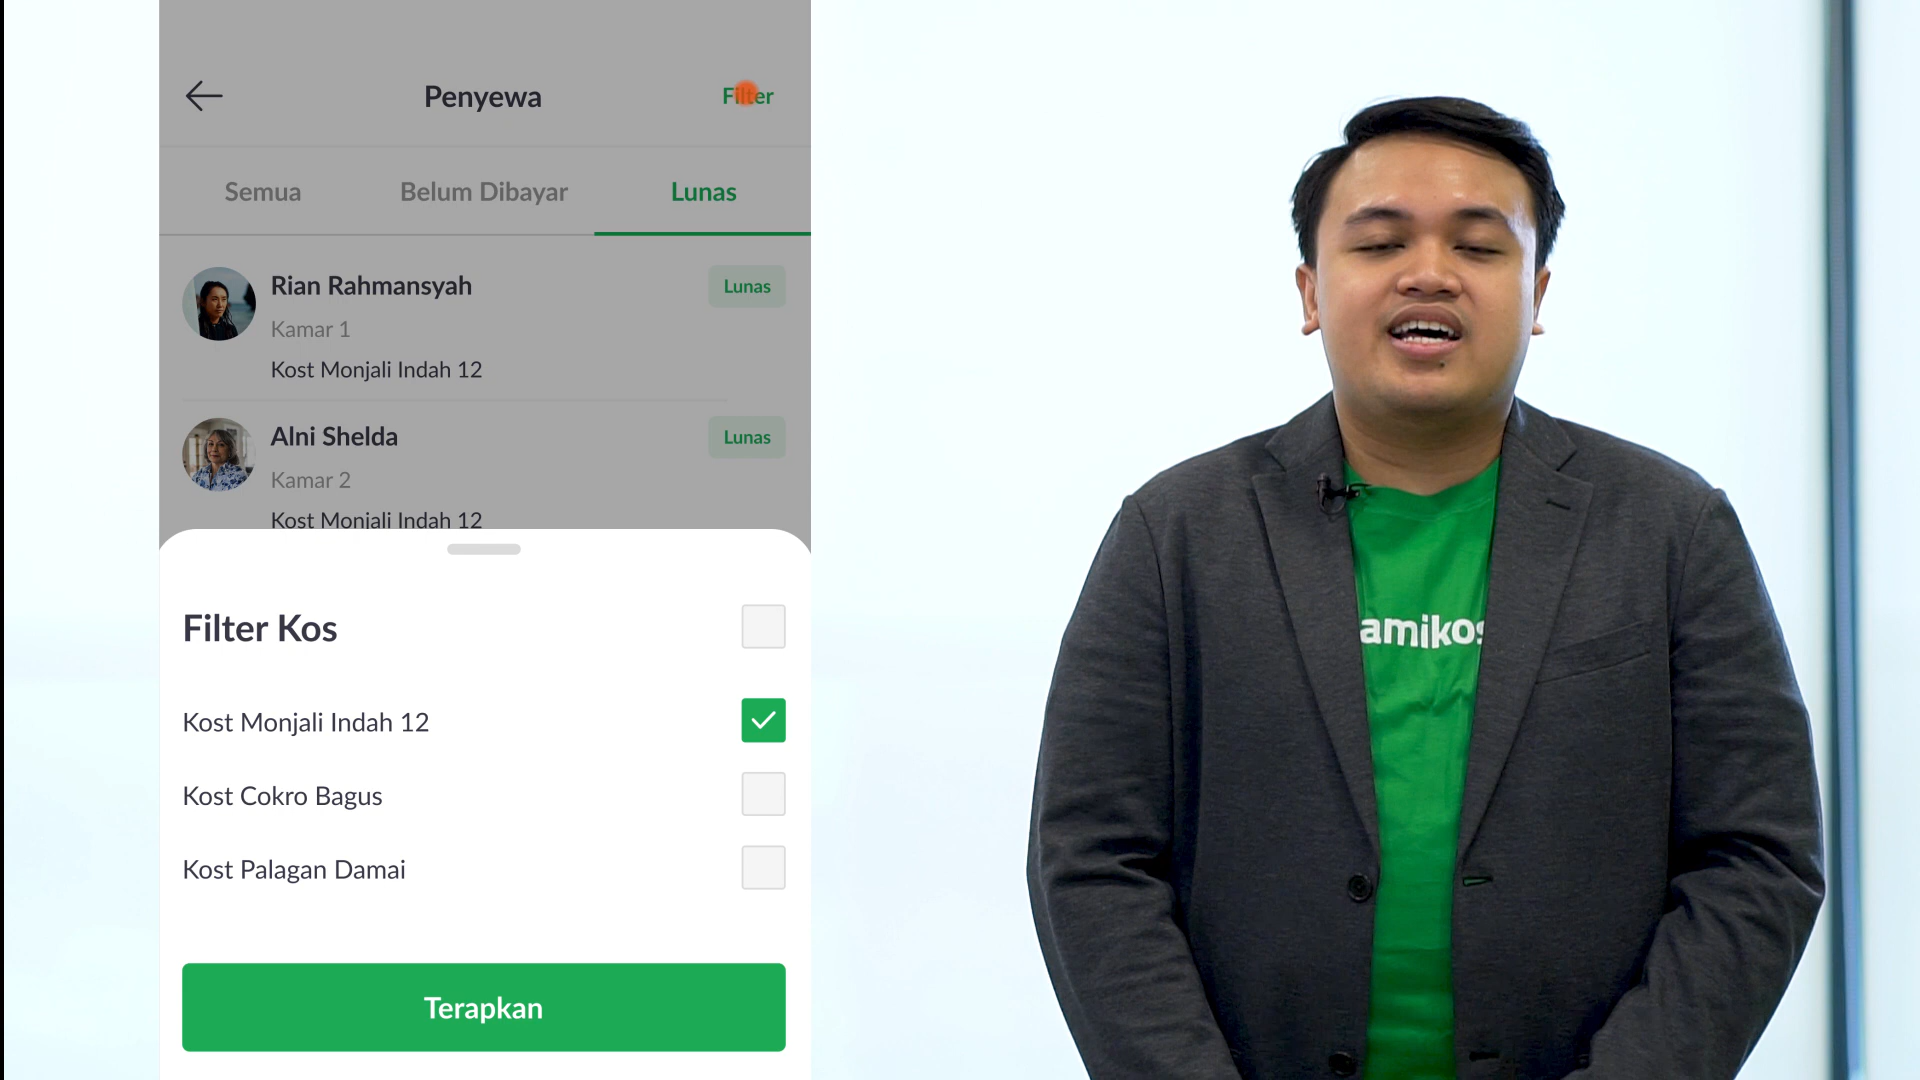 Penyewa
Filter
Semua
Belum Dibayar
Lunas
Rian Rahmansyah
Lunas
Kamar 1
Kost Monjali Indah 12
Alni Shelda
Lunas
Kamar 2
Kost Monjali Indah 12
Filter Kos
Kost Monjali Indah 12
Kost Cokro Bagus
Kost Palagan Damai
Terapkan
amikos